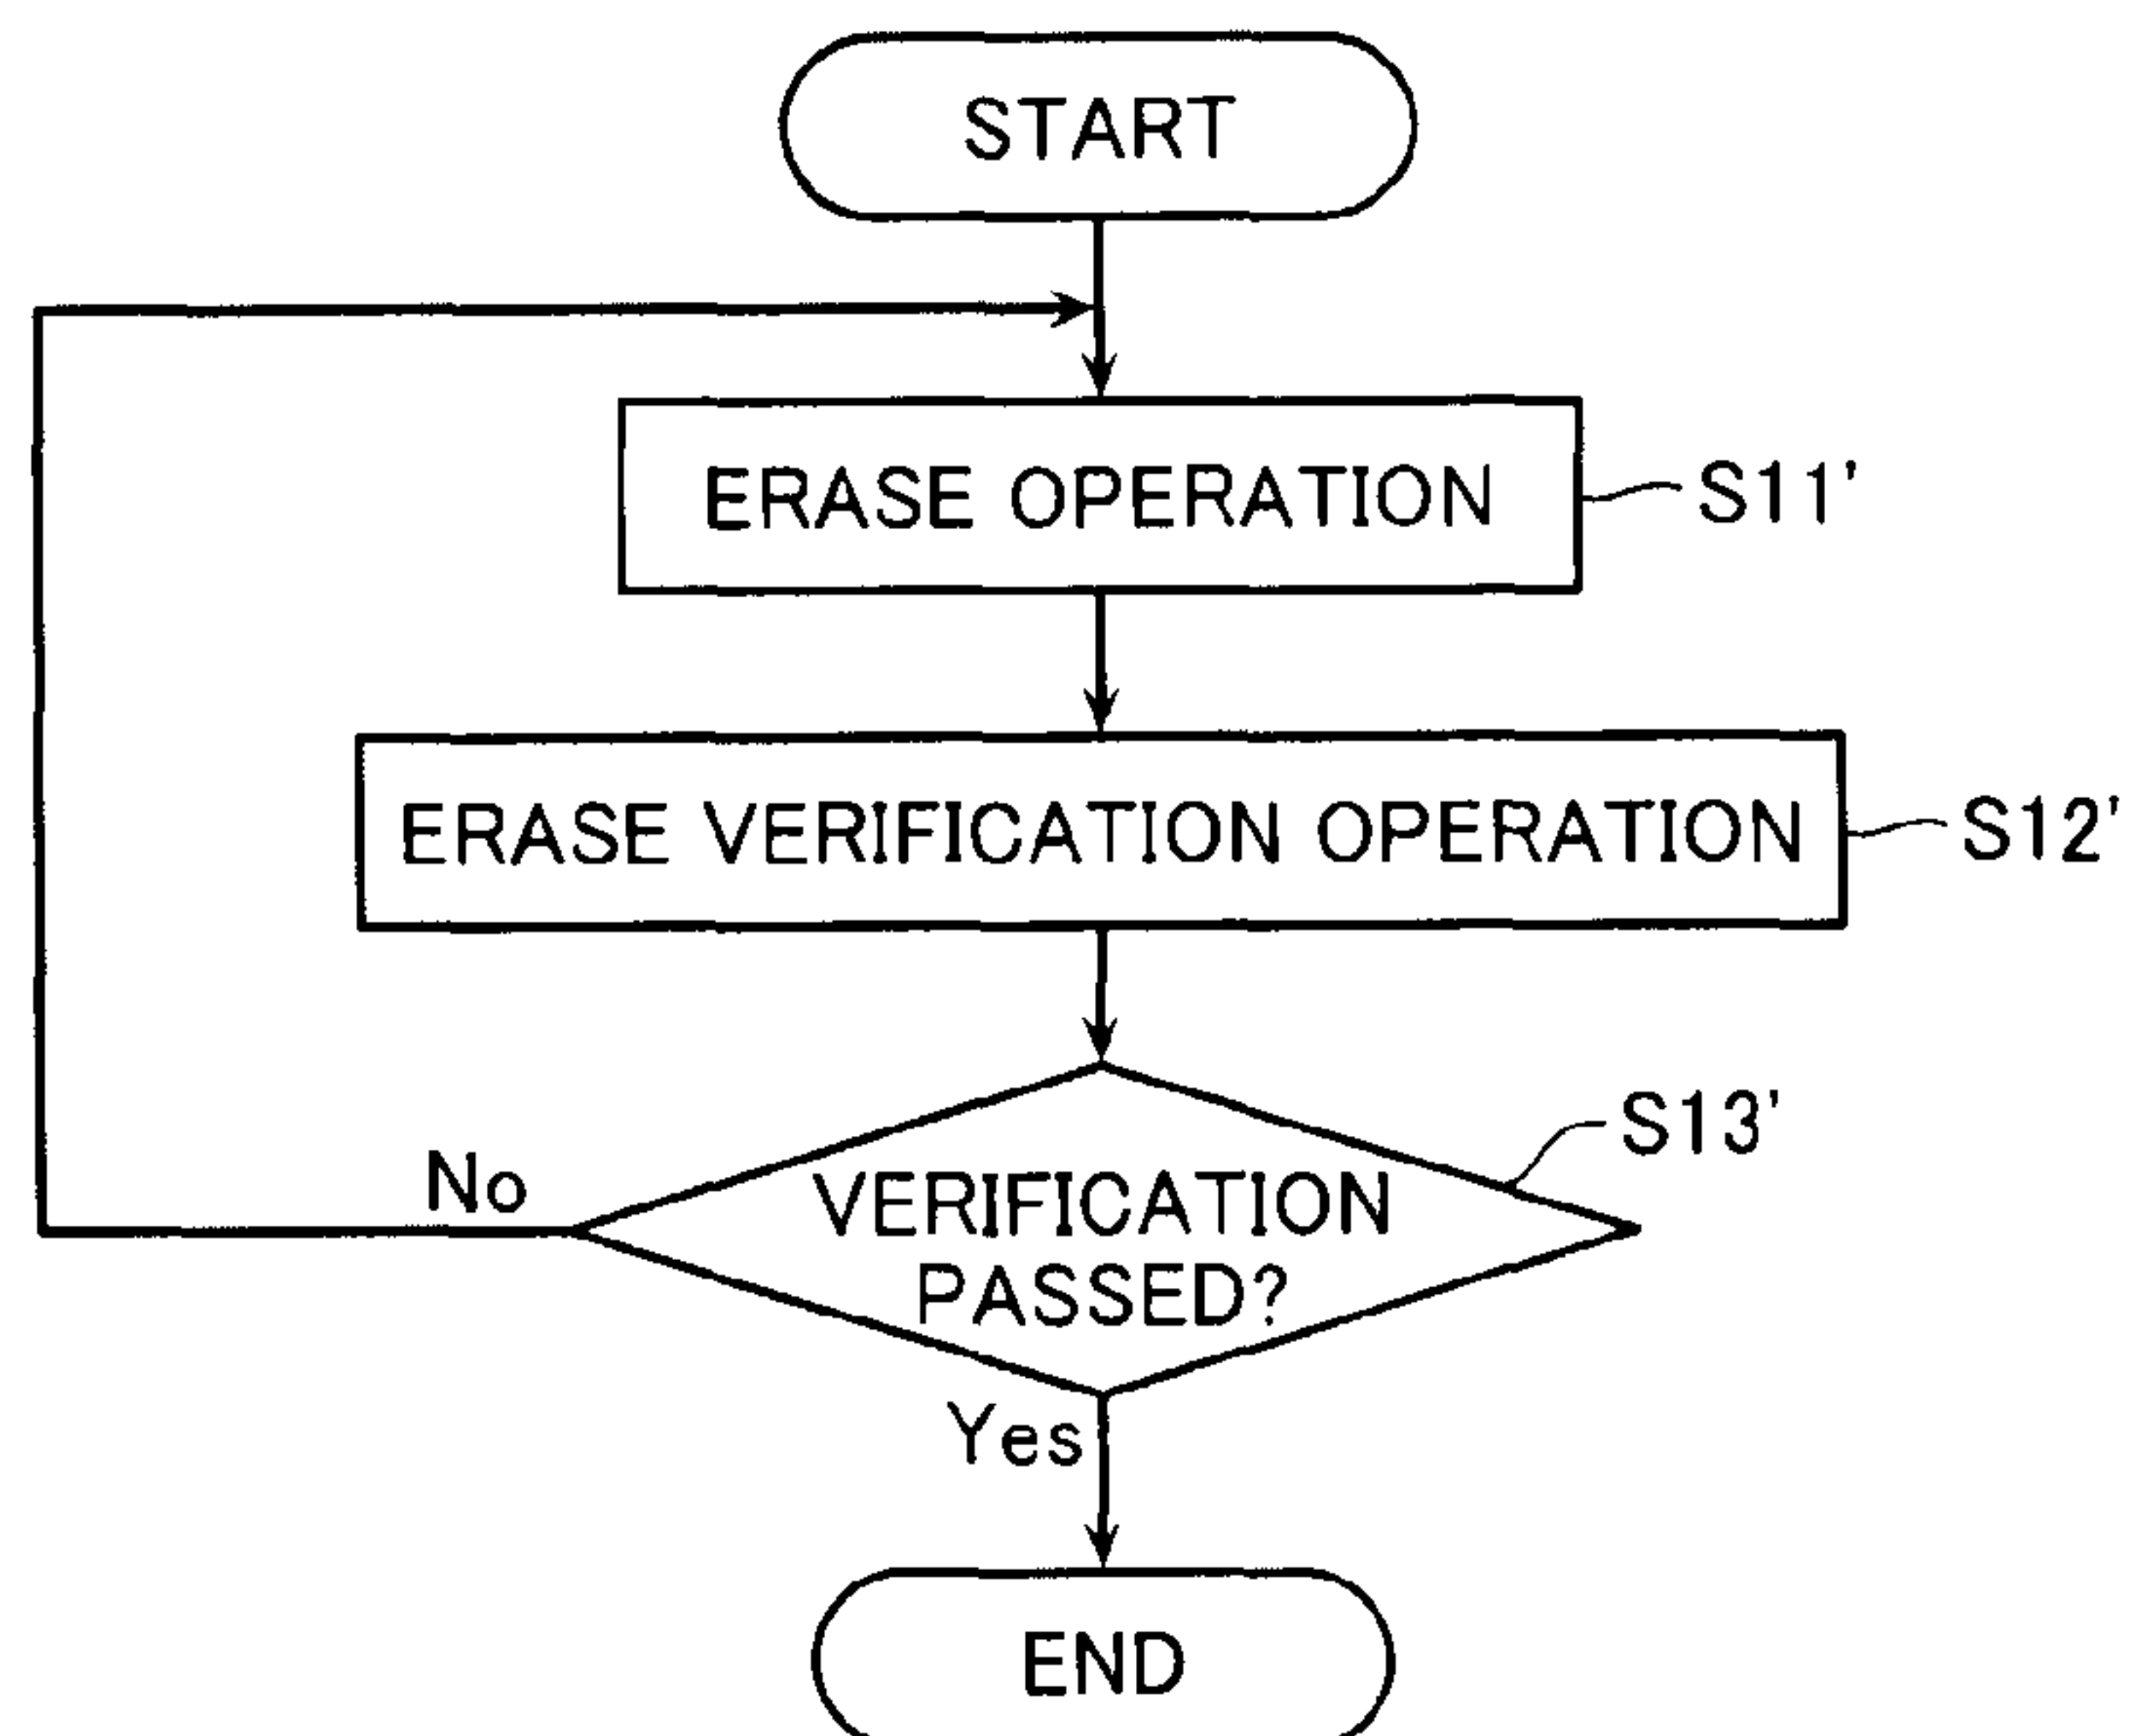 START
ERASE OPERATION
S11'
ERASE VERIFICATION OPERATION
S12'
S13'
No
VERIFICATION
PASSED?
Yes
END